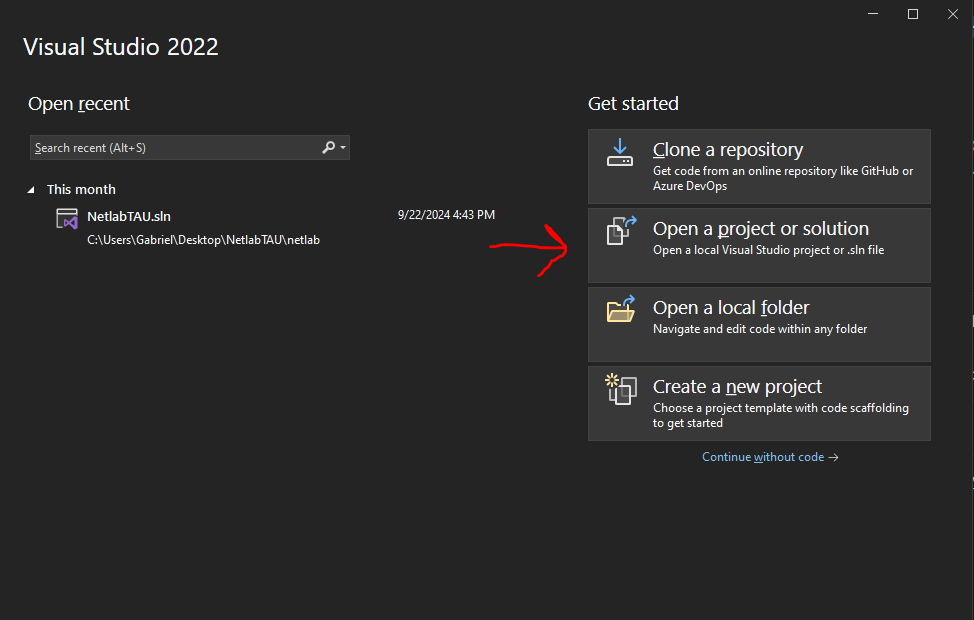 Visual Studio 2022
Open recent
Search recent (Alt+S)
This month
NetlabTAU.sln
9/22/2024 4:43 PM
C:\Users\Gabriel\Desktop\NetlabTAU\netlab
Get started
Clone a repository
Get code from an online repository like GitHub or
Azure DevOps
Open a project or solution
Open a local Visual Studio project or .sln file
Open a local folder
Navigate and edit code within any folder
Create a new project
Choose a project template with code scaffolding
to get started
Continue without code →